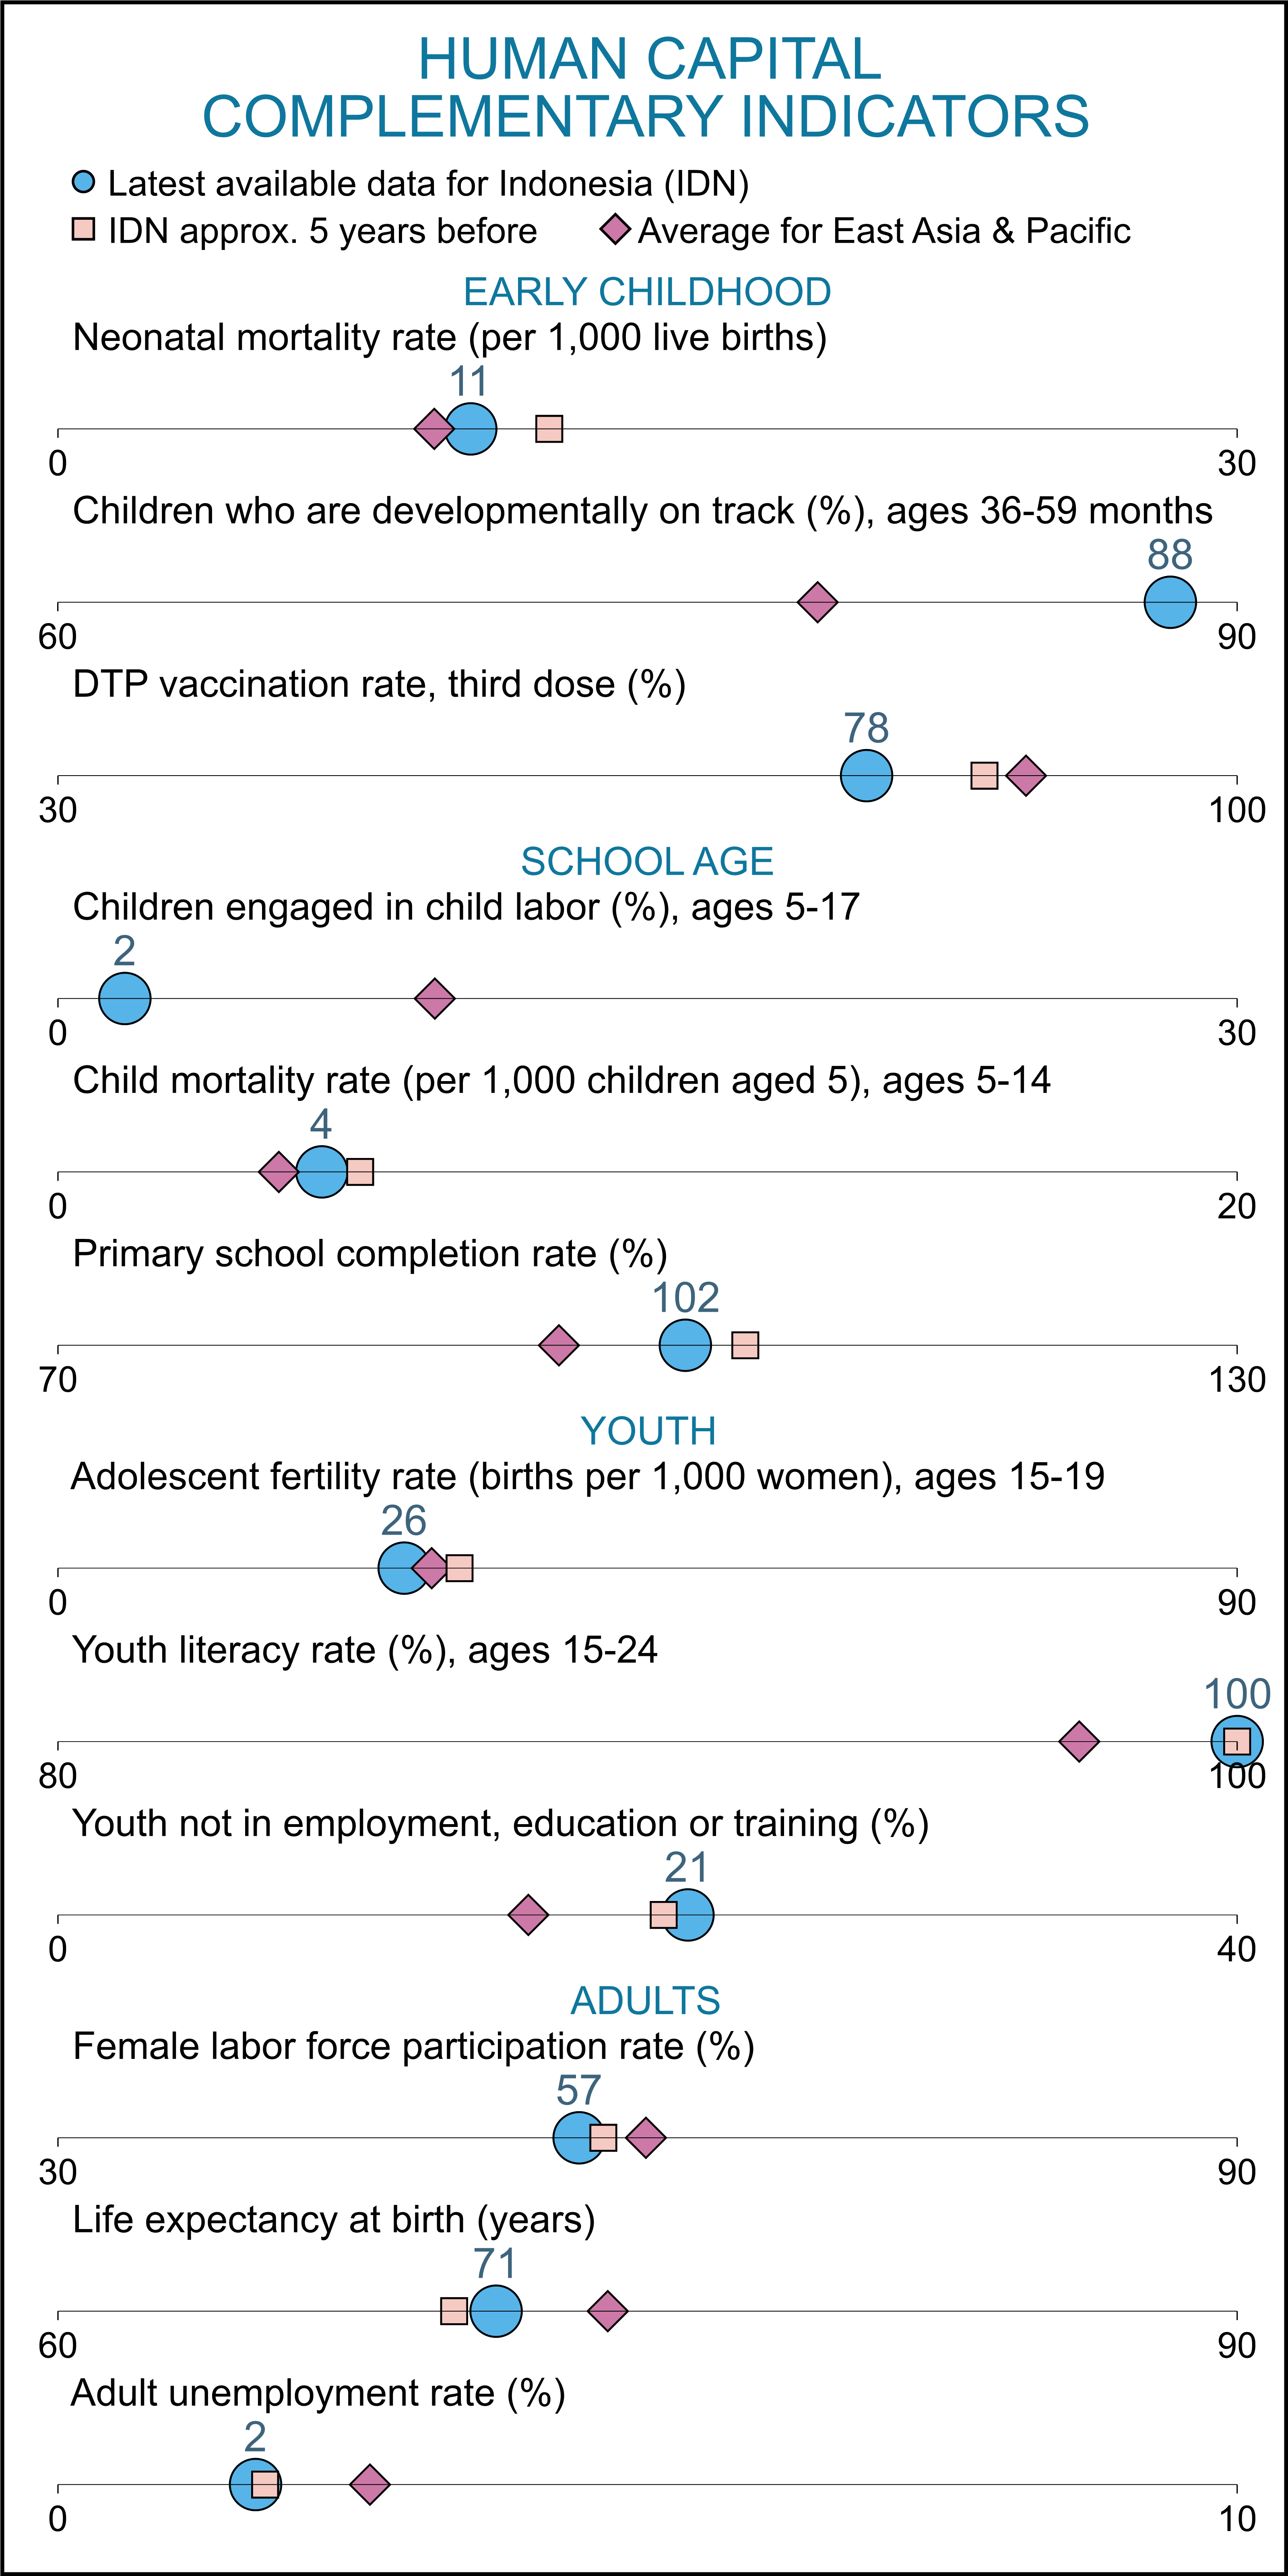 HUMAN CAPITAL
COMPLEMENTARY INDICATORS
Latest available data for Indonesia (IDN)
IDN approx. 5 years before Average for East Asia & Pacific
EARLY CHILDHOOD
Neonatal mortality rate (per 1,000 live births)
11
0 30
Children who are developmentally on track (%), ages 36-59 months
88
60 90
DTP vaccination rate, third dose (%)
78
30 100
SCHOOL AGE
Children engaged in child labor (%), ages 5-17
2
0 30
Child mortality rate (per 1,000 children aged 5), ages 5-14
4
0 20
Primary school completion rate (%)
102
70 130
YOUTH
Adolescent fertility rate (births per 1,000 women), ages 15-19
26
0 90
Youth literacy rate (%), ages 15-24
100
80 100
Youth not in employment, education or training (%)
21
0 40
ADULTS
Female labor force participation rate (%)
57
30 90
Life expectancy at birth (years)
71
60 90
Adult unemployment rate (%)
2
0 10